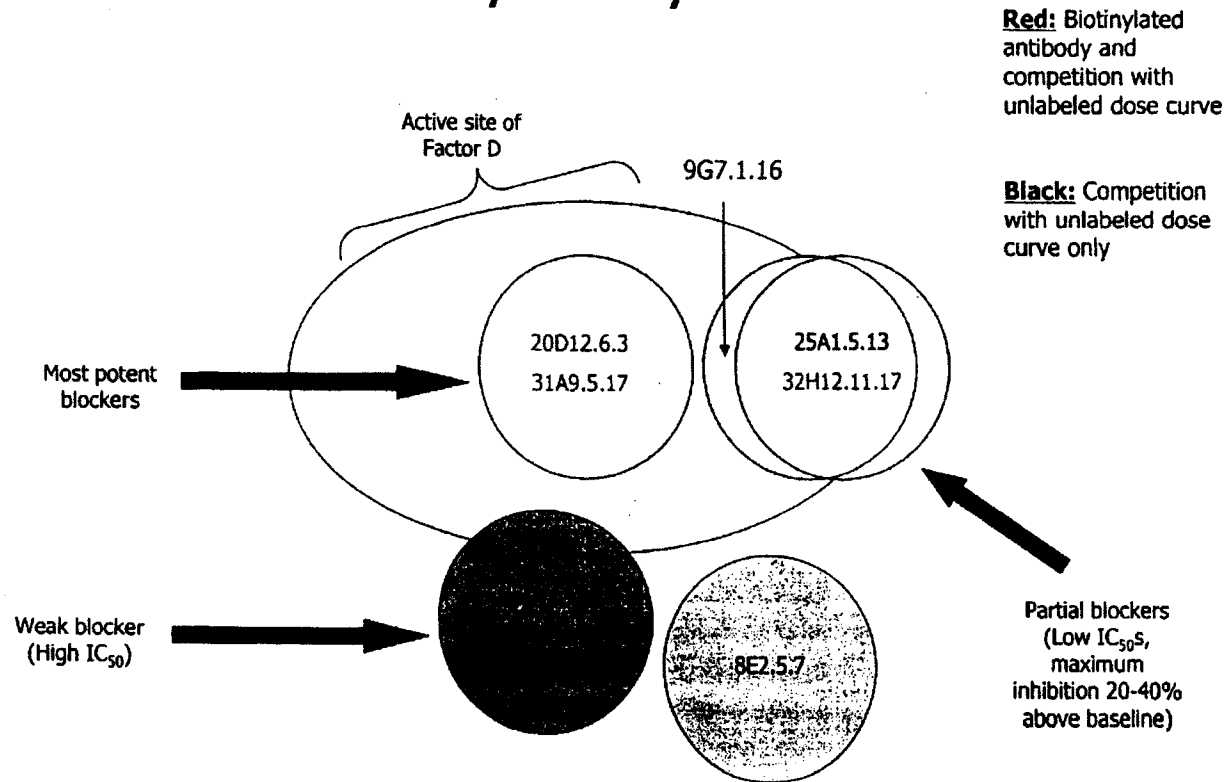 Red: Biotinylated
antibody and
competition with
unlabeled dose curve
Black: Competition
with unlabeled dose
curve only
Active site of
Factor D
9G7.1.16
20D12.6.3
31A9.5.17
25A1.5.13
32H12.11.17
Most potent
blockers
Weak blocker
(High IC50)
8E2.5.7
Partial blockers
(Low IC50s,
maximum
inhibition 20-40%
above baseline)